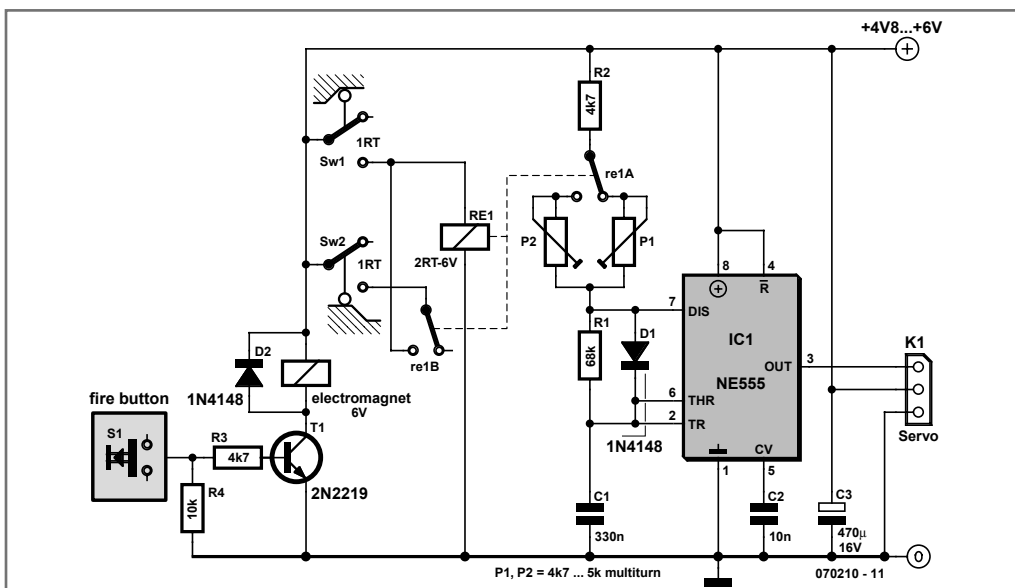 +4V8...+6V
R2
4k7
1RT
Sw1
re1A
RE1
2RT-6V
P2
P1
Sw2
1RT
8
4
R
7
DIS
R1
68k
D1
IC1
K1
OUT
3
NE555
D2
re1B
1N4148
electromagnet
6V
6
THR
2
TR
1N4148
Servo
fire button
S1
T1
R3
4k7
2N2219
CV
1
5
R4
10k
C1
330n
C2
10n
C3
470µ
16V
0
P1, P2 = 4k7 ... 5k multiturn
070210 - 11